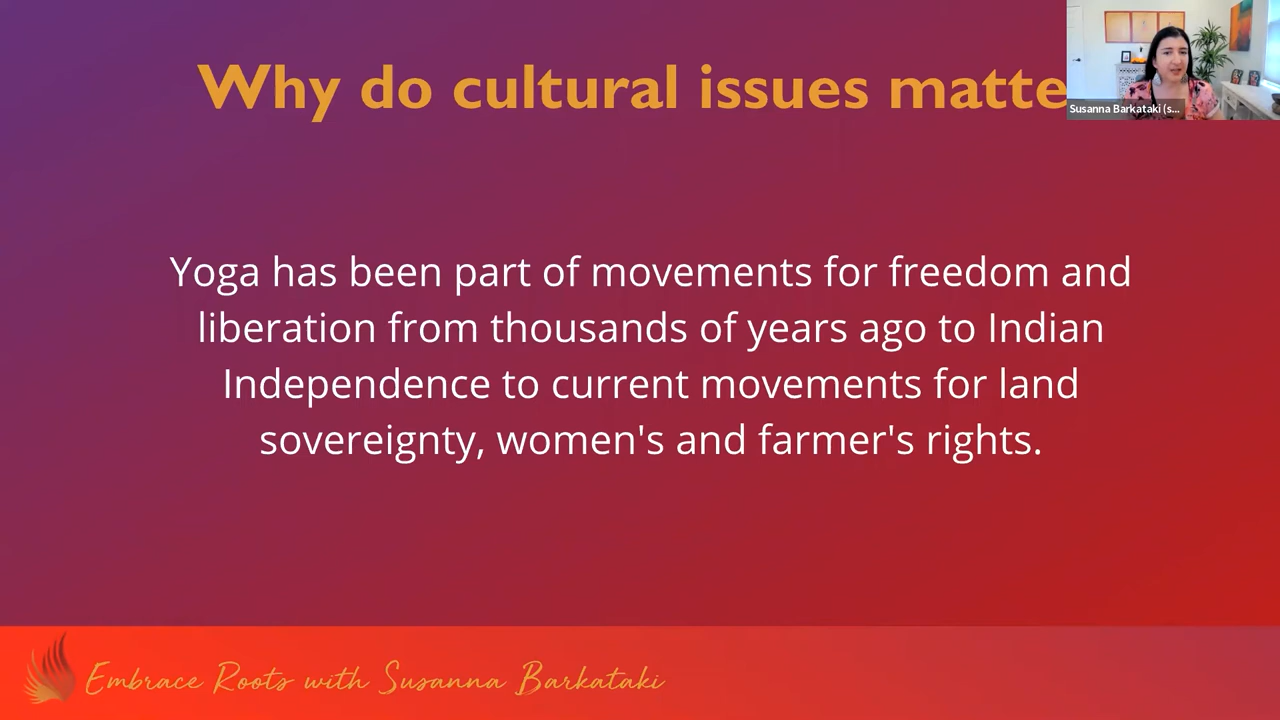 Why do cultural issues matte
Susanna Barkataki (s...
Yoga has been part of movements for freedom and
liberation from thousands of years ago to Indian
Independence to current movements for land
sovereignty, women's and farmer's rights.
Embrace Roots with Susanna Barkataki